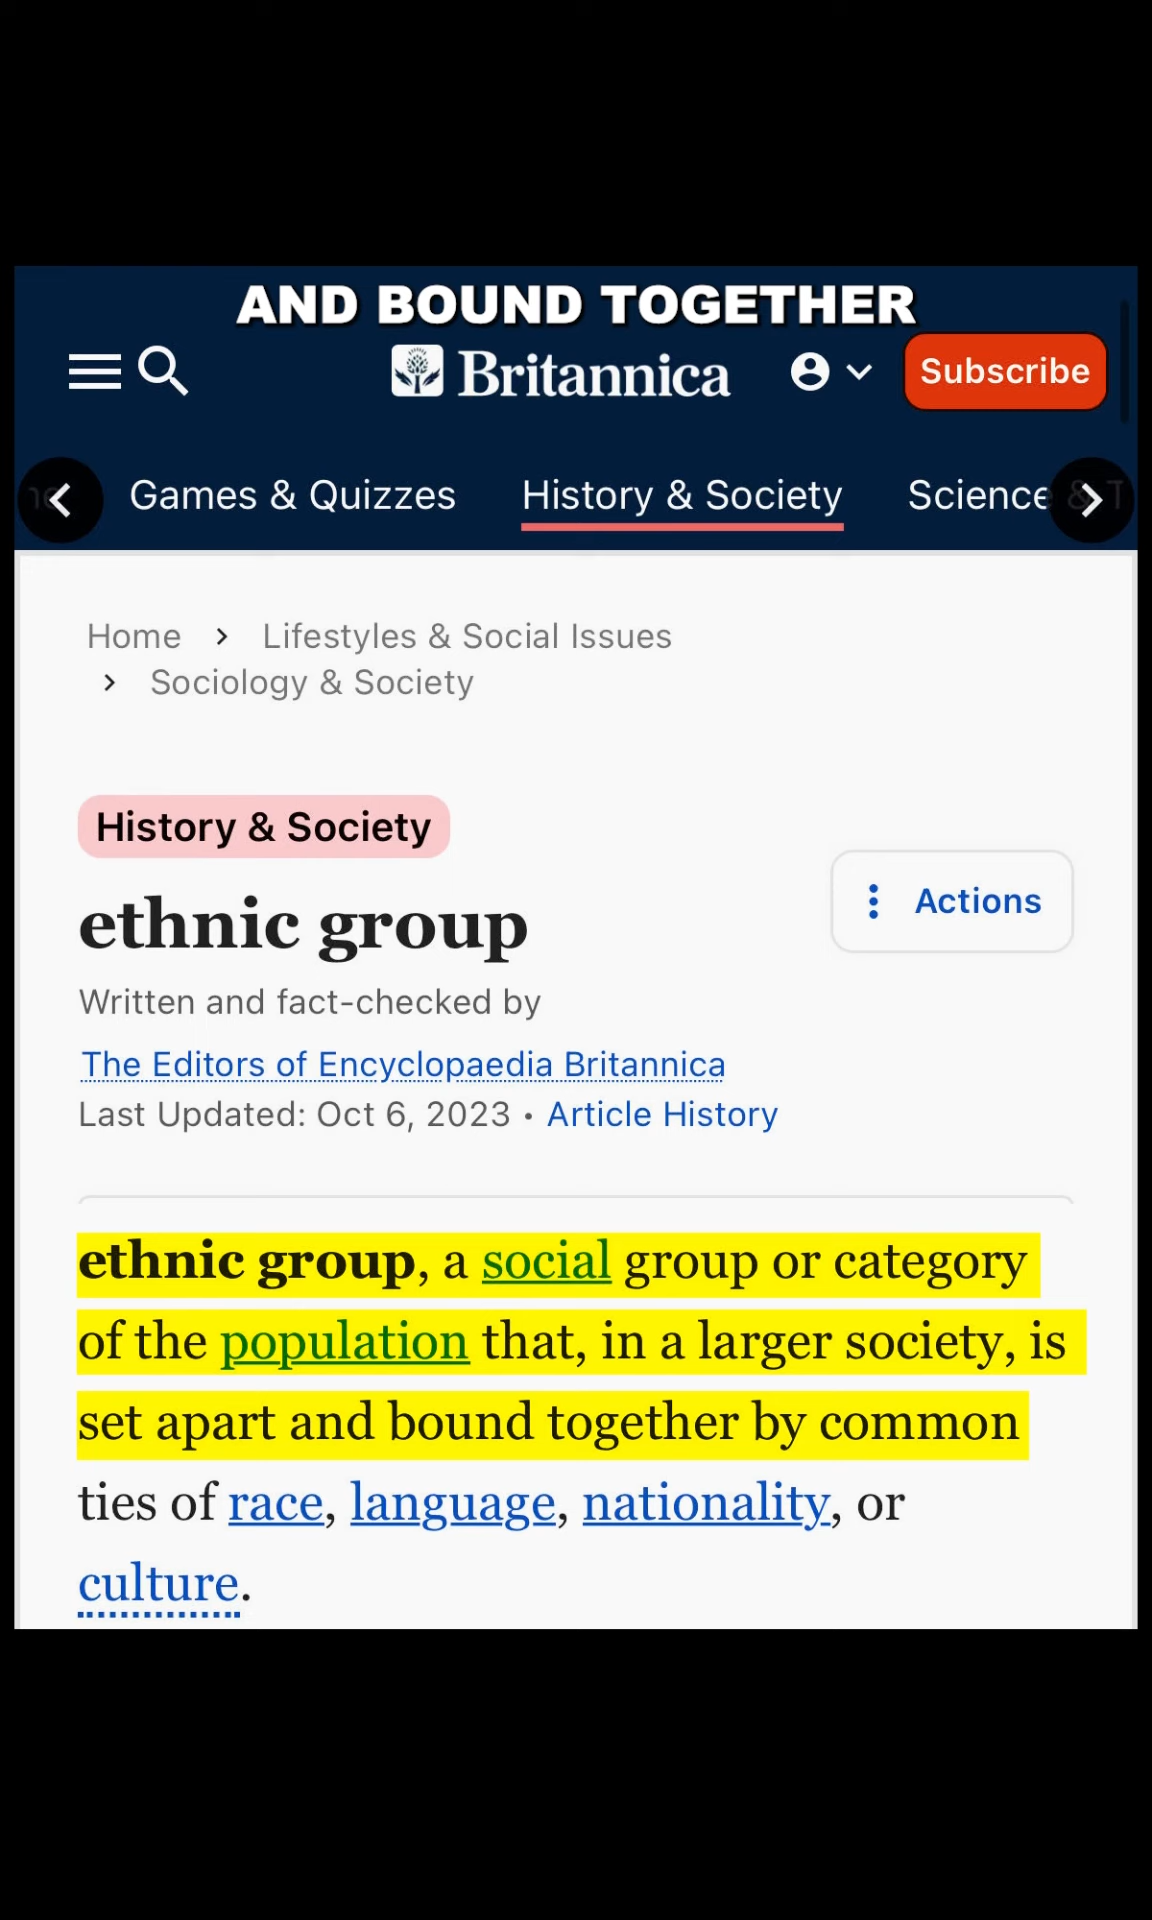 AND BOUND TOGETHER
Britannica
Subscribe
Games & Quizzes
History & Society
Science & T
Home > Lifestyles & Social Issues
> Sociology & Society
History & Society
ethnic group
Actions
Written and fact-checked by
The Editors of Encyclopaedia Britannica
Last Updated: Oct 6, 2023 • Article History
ethnic group, a social group or category
of the population that, in a larger society, is
set apart and bound together by common
ties of race, language, nationality, or
culture.